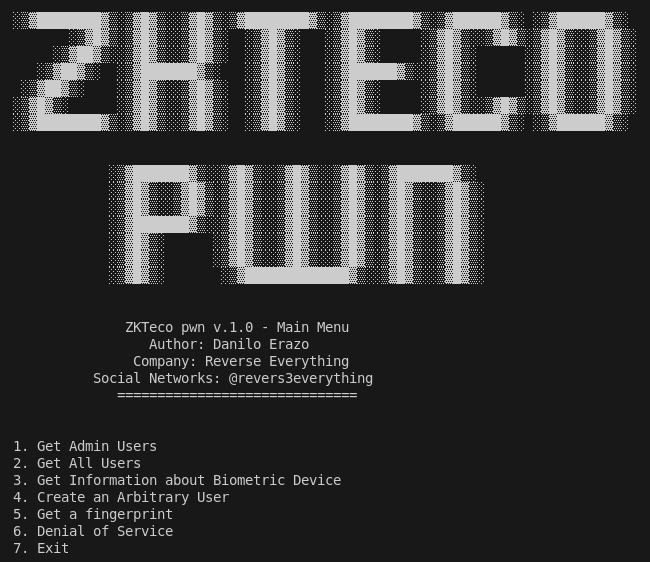 ZKTECO
PWN
ZKTeco pwn v.1.0 - Main Menu
Author: Danilo Erazo
Company: Reverse Everything
Social Networks: @revers3everything
==============================
1. Get Admin Users
2. Get All Users
3. Get Information about Biometric Device
4. Create an Arbitrary User
5. Get a fingerprint
6. Denial of Service
7. Exit